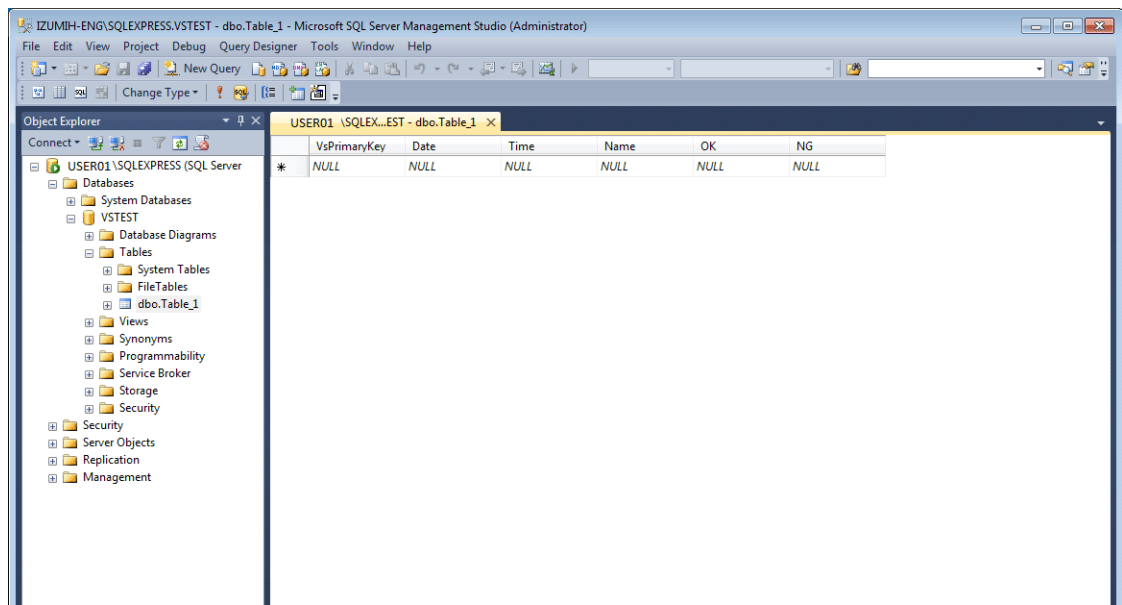 IZUMIH-ENG\SQLEXPRESS.VSTEST - dbo.Table_1 - Microsoft SQL Server Management Studio (Administrator)
File Edit View Project Debug Query Designer Tools Window Help
New Query
Change Type
Object Explorer
Connect
USER01\SQLEXPRESS (SQL Server
Databases
System Databases
VSTEST
Database Diagrams
Tables
System Tables
FileTables
dbo.Table_1
Views
Synonyms
Programmability
Service Broker
Storage
Security
Security
Server Objects
Replication
Management
USER01 \SQLEX...EST - dbo.Table_1
VsPrimaryKey Date Time Name OK NG
NULL NULL NULL NULL NULL NULL